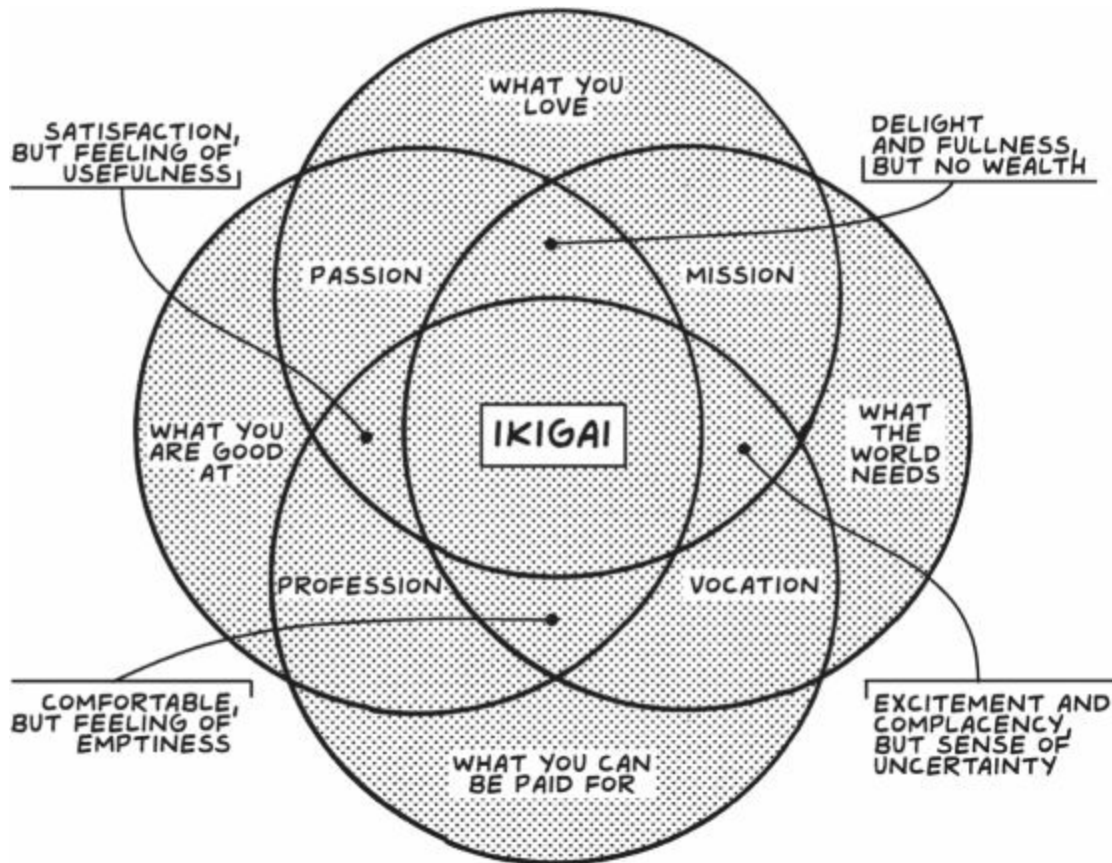 WHAT YOU
LOVE
SATISFACTION,
BUT FEELING OF
USEFULNESS
DELIGHT
AND FULLNESS,
BUT NO WEALTH
PASSION
MISSION
WHAT YOU
ARE GOOD
AT
IKIGAI
WHAT
THE
WORLD
NEEDS
PROFESSION
VOCATION
COMFORTABLE,
BUT FEELING OF
EMPTINESS
EXCITEMENT AND
COMPLACENCY,
BUT SENSE OF
UNCERTAINTY
WHAT YOU CAN
BE PAID FOR